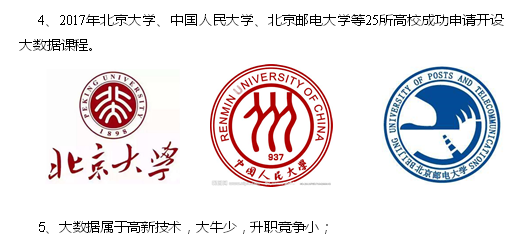 4、2017年北京大学、中国人民大学、北京邮电大学等25所高校成功申请开设
大数据课程。
PEKING UNIVERSITY
1898
北京大学
RENMIN UNIVERSITY OF CHINA
937
中国人民大学
BEIJING UNIVERSITY OF POSTS AND TELECOMMUNICATIONS
北京邮电大学
5、大数据属于高新技术，大牛少，升职竞争小；